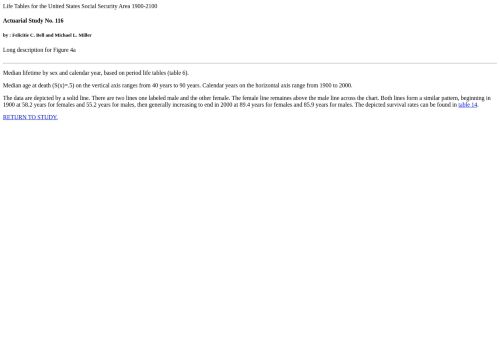 Life Tables for the United States Social Security Area 1900-2100
Actuarial Study No. 116
by : Felicitie C. Bell and Michael L. Miller
Long description for Figure 4a
Median lifetime by sex and calendar year, based on period life tables (table 6).
Median age at death (S(x)=.5) on the vertical axis ranges from 40 years to 90 years. Calendar years on the horizontal axis range from 1900 to 2000.
The data are depicted by a solid line. There are two lines one labeled male and the other female. The female line remaines above the male line across the chart. Both lines form a similar pattern, beginning in
1900 at 58.2 years for females and 55.2 years for males, then generally increasing to end in 2000 at 89.4 years for females and 85.9 years for males. The depicted survival rates can be found in table 14.
RETURN TO STUDY.